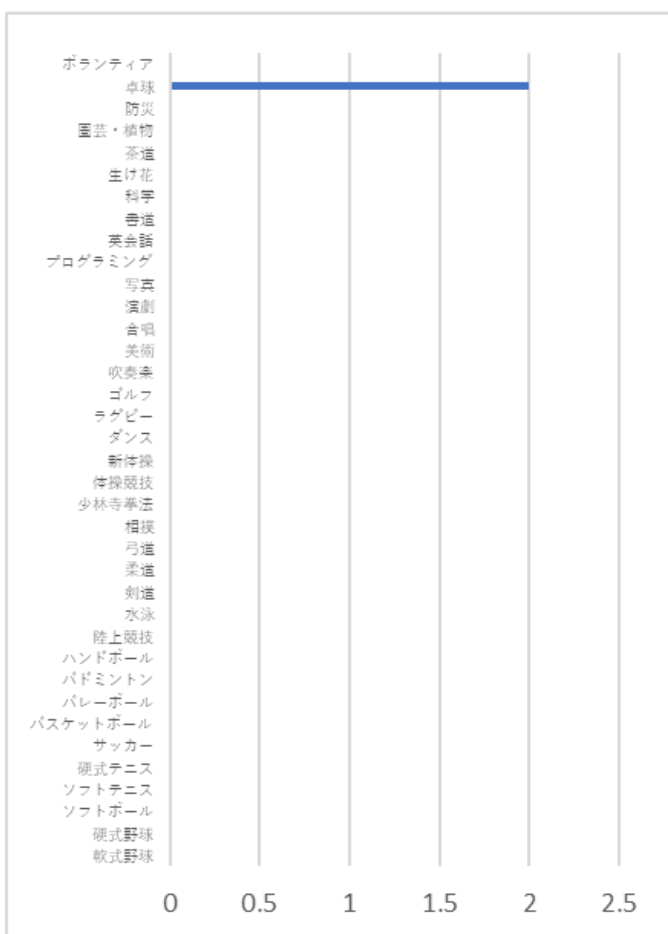 ボランティア
卓球
防災
園芸・植物
茶道
生け花
科学
書道
英会話
プログラミング
写真
演劇
合唱
美術
吹奏楽
ゴルフ
ラグビー
ダンス
新体操
体操競技
少林寺拳法
相撲
弓道
柔道
剣道
水泳
陸上競技
ハンドボール
バドミントン
バレーボール
バスケットボール
サッカー
硬式テニス
ソフトテニス
ソフトボール
硬式野球
軟式野球
0 0.5 1 1.5 2 2.5